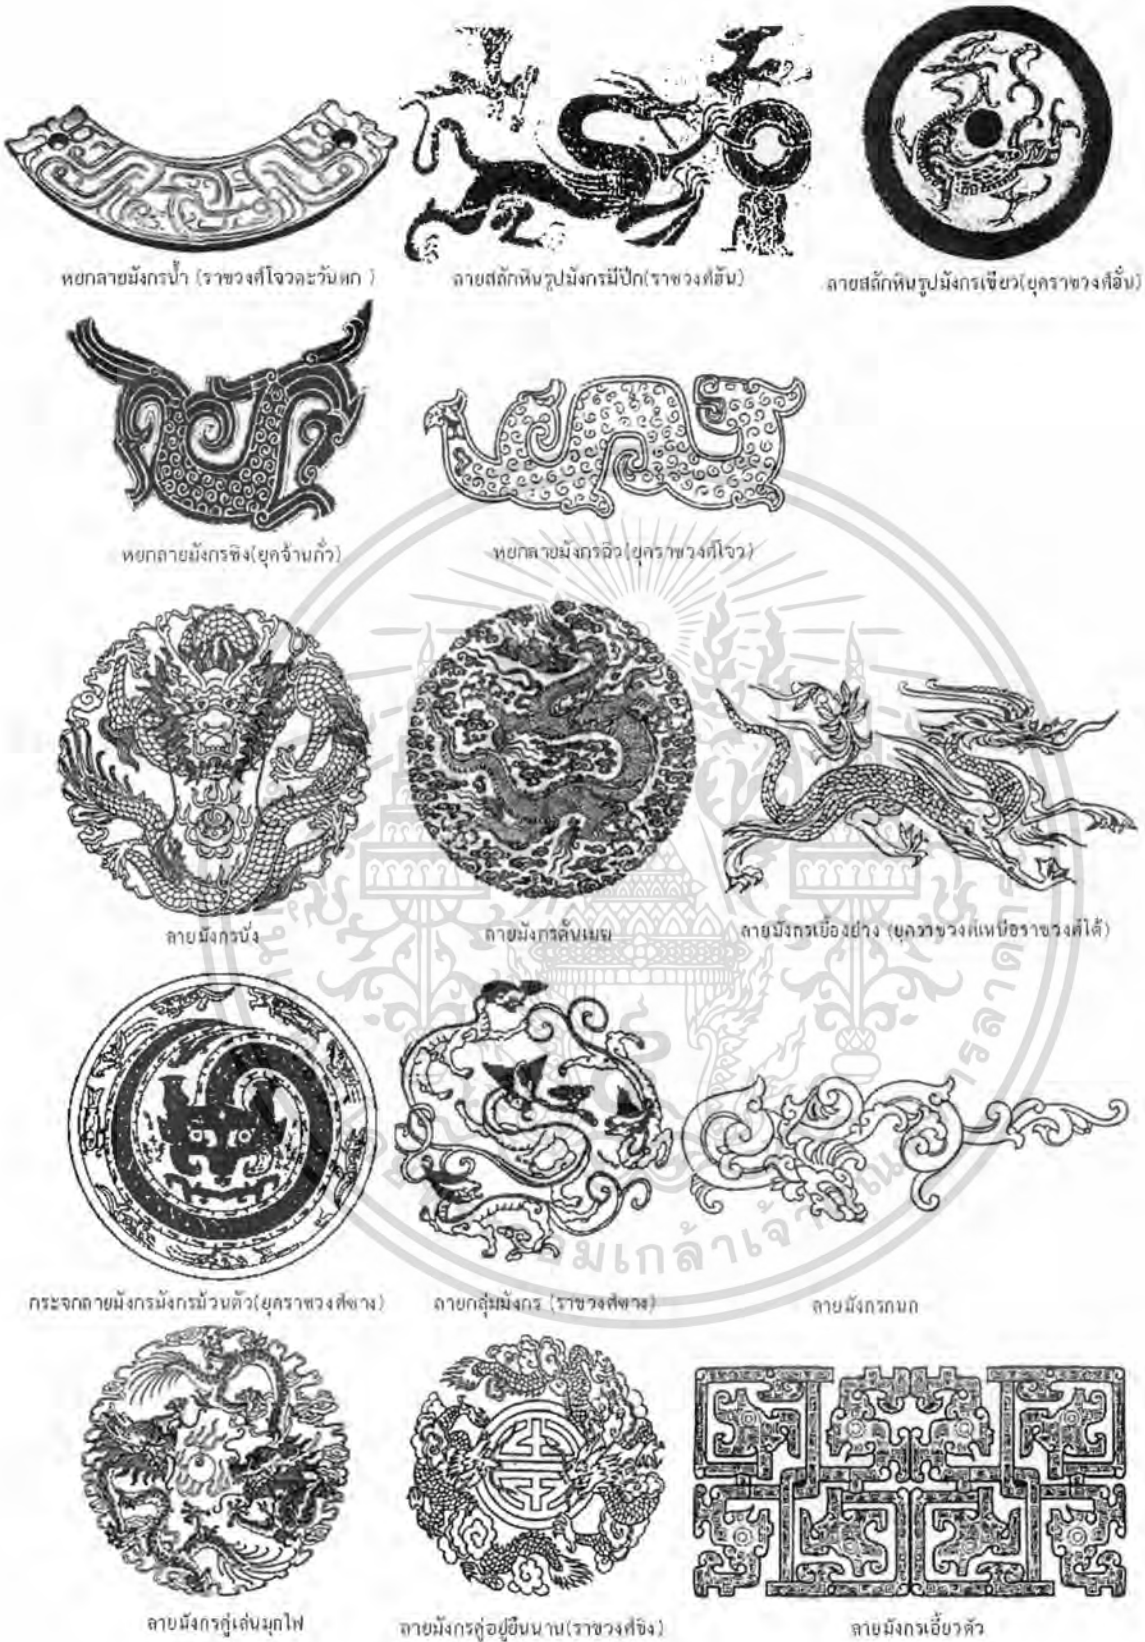 หยกลายมังกรน้ำ (ราชวงศ์โจวตะวันตก )
ลายสลักหินรูปมังกรมีปีก(ราชวงศ์ฮั่น)
ลายสลักหินรูปมังกรเขียว(ยุคราชวงศ์ฮั่น)
หยกลายมังกรขิง(ยุคจ้านกั๋ว)
หยกลายมังกรฉิว(ยุคราชวงศ์โจว)
ลายมังกรนั่ง
ลายมังกรดั้นเมฆ
ลายมังกรเยื้องย่าง (ยุคราชวงศ์เหนือราชวงศ์ใต้)
กระจกลายมังกรมังกรม้วนตัว(ยุคราชวงศ์ซาง)
ลายกลุ่มมังกร (ราชวงศ์ซาง)
ลายมังกรกนก
ลายมังกรคู่เล่นมุกไฟ
ลายมังกรคู่อยู่ยืนนาน(ราชวงศ์ชิง)
ลายมังกรเอี้ยวตัว